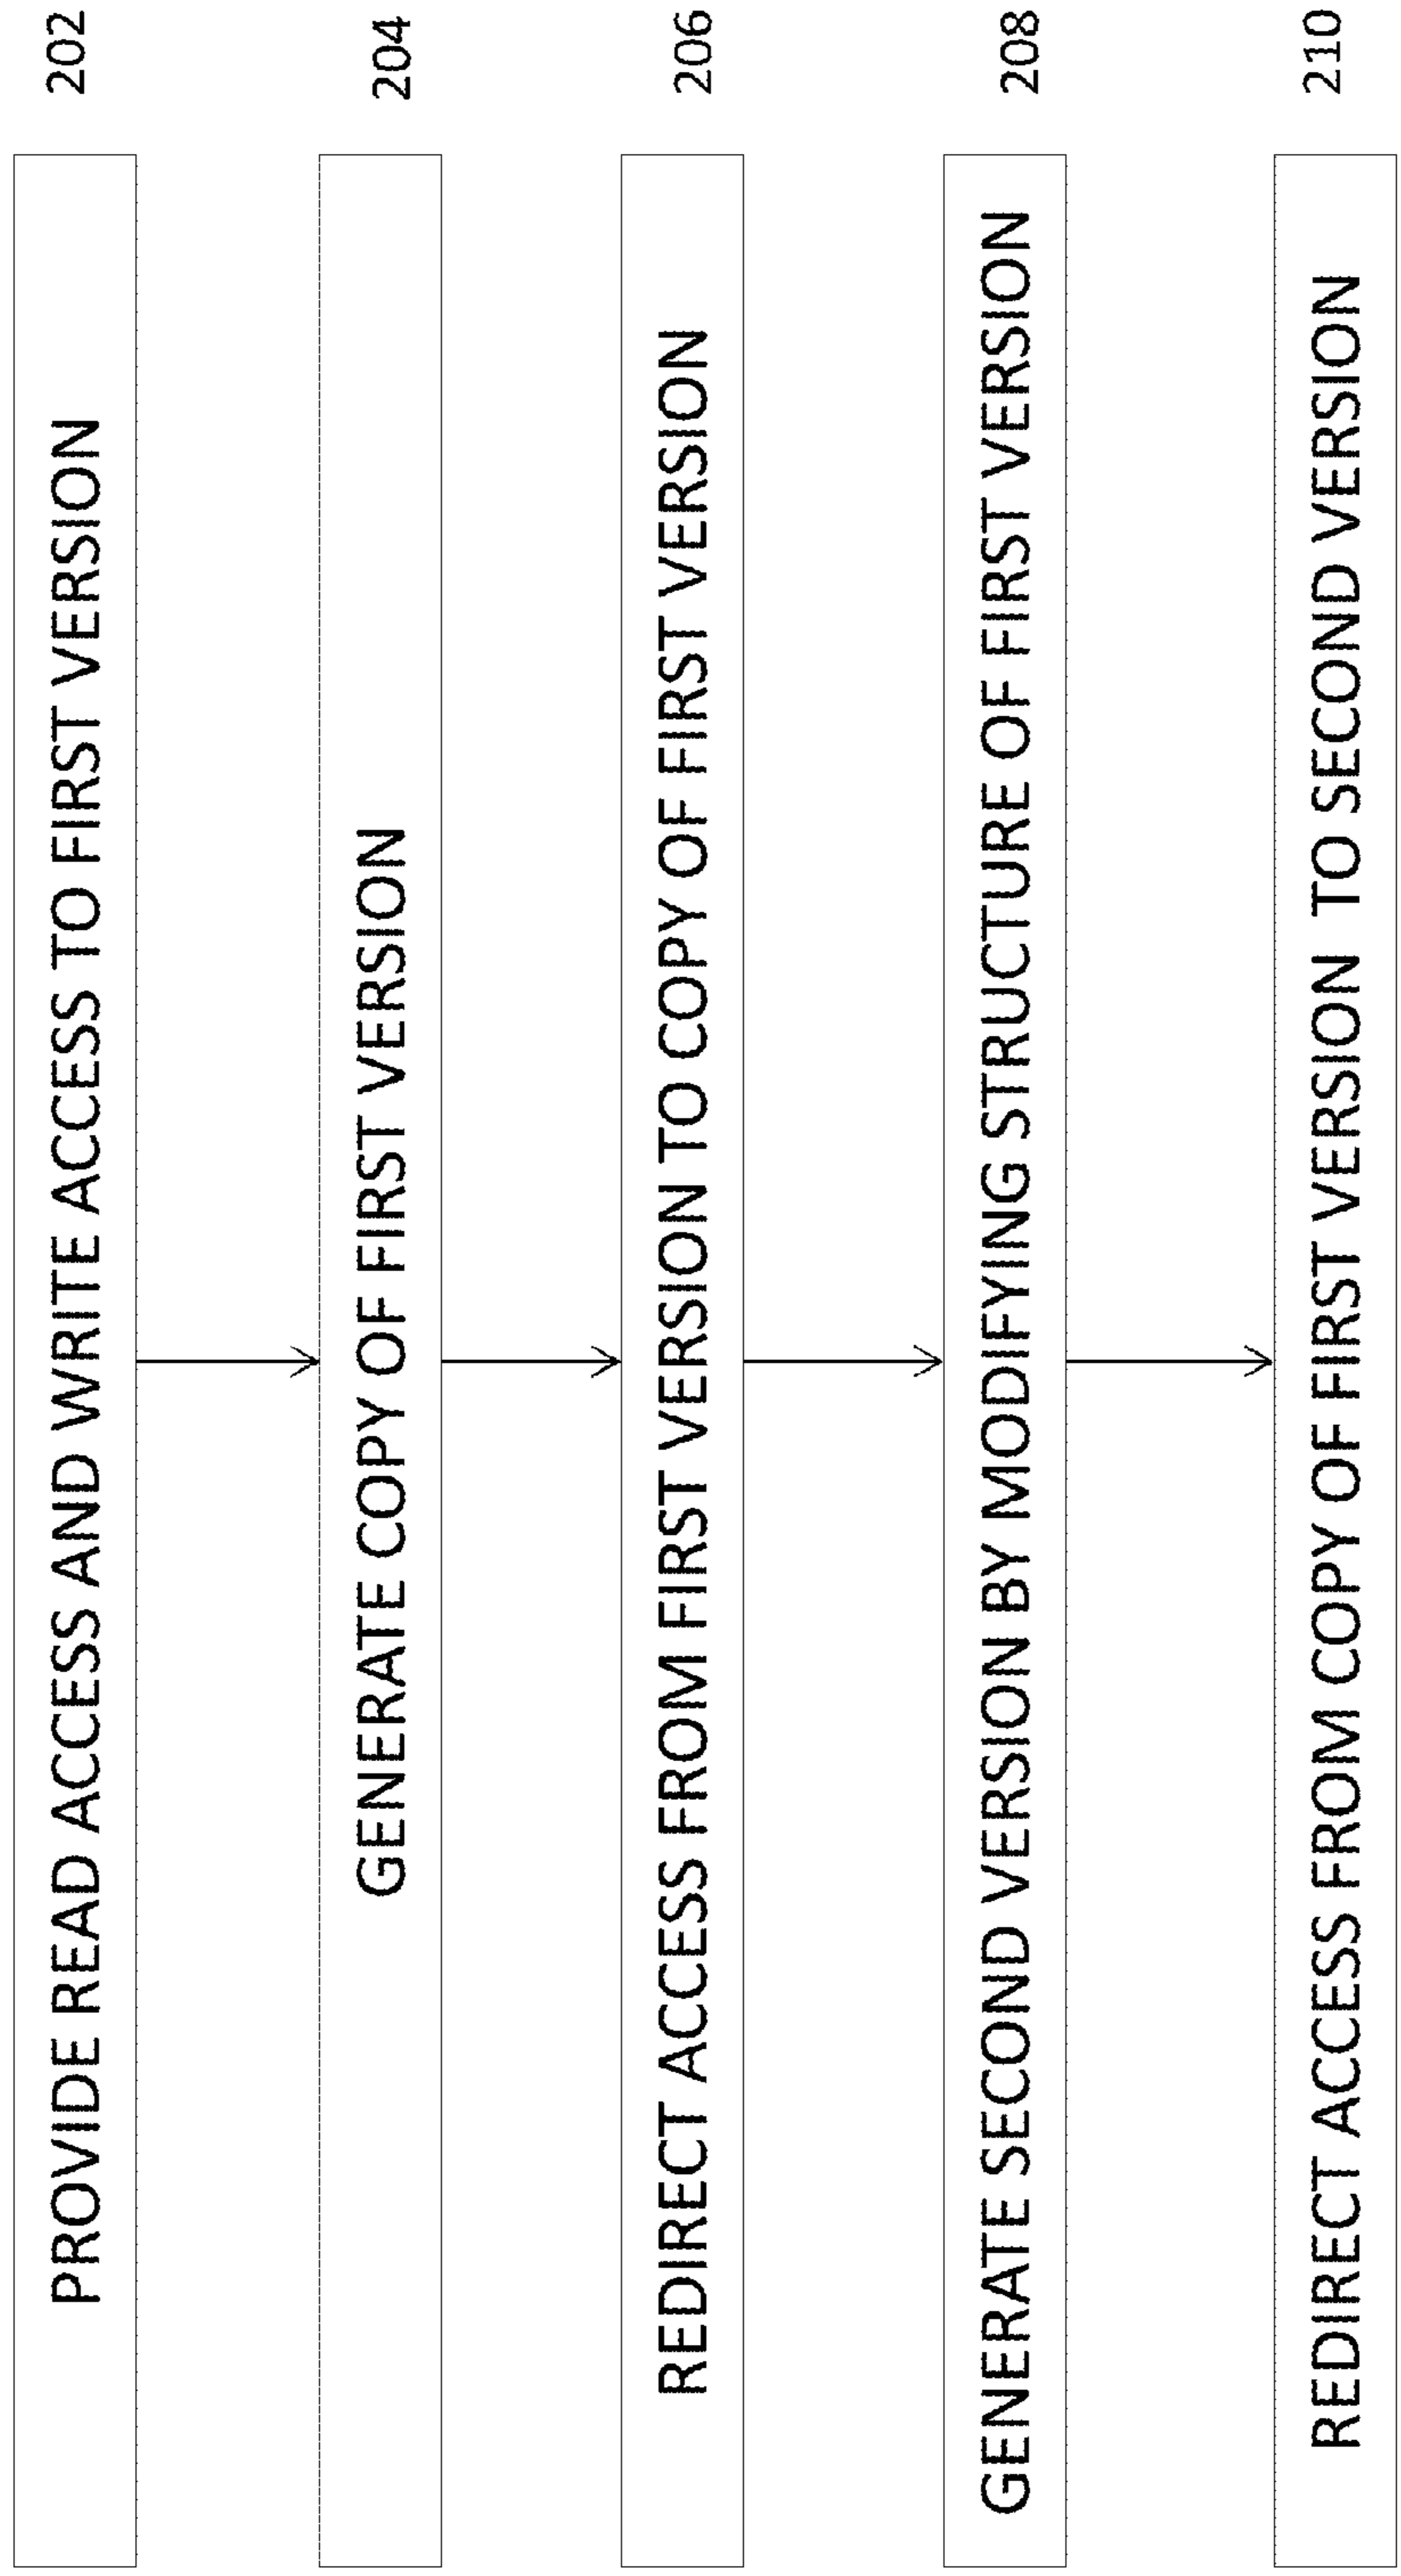 PROVIDE READ ACCESS AND WRITE ACCESS TO FIRST VERSION
202
GENERATE COPY OF FIRST VERSION
204
REDIRECT ACCESS FROM FIRST VERSION TO COPY OF FIRST VERSION
206
GENERATE SECOND VERSION BY MODIFYING STRUCTURE OF FIRST VERSION
208
REDIRECT ACCESS FROM COPY OF FIRST VERSION TO SECOND VERSION
210